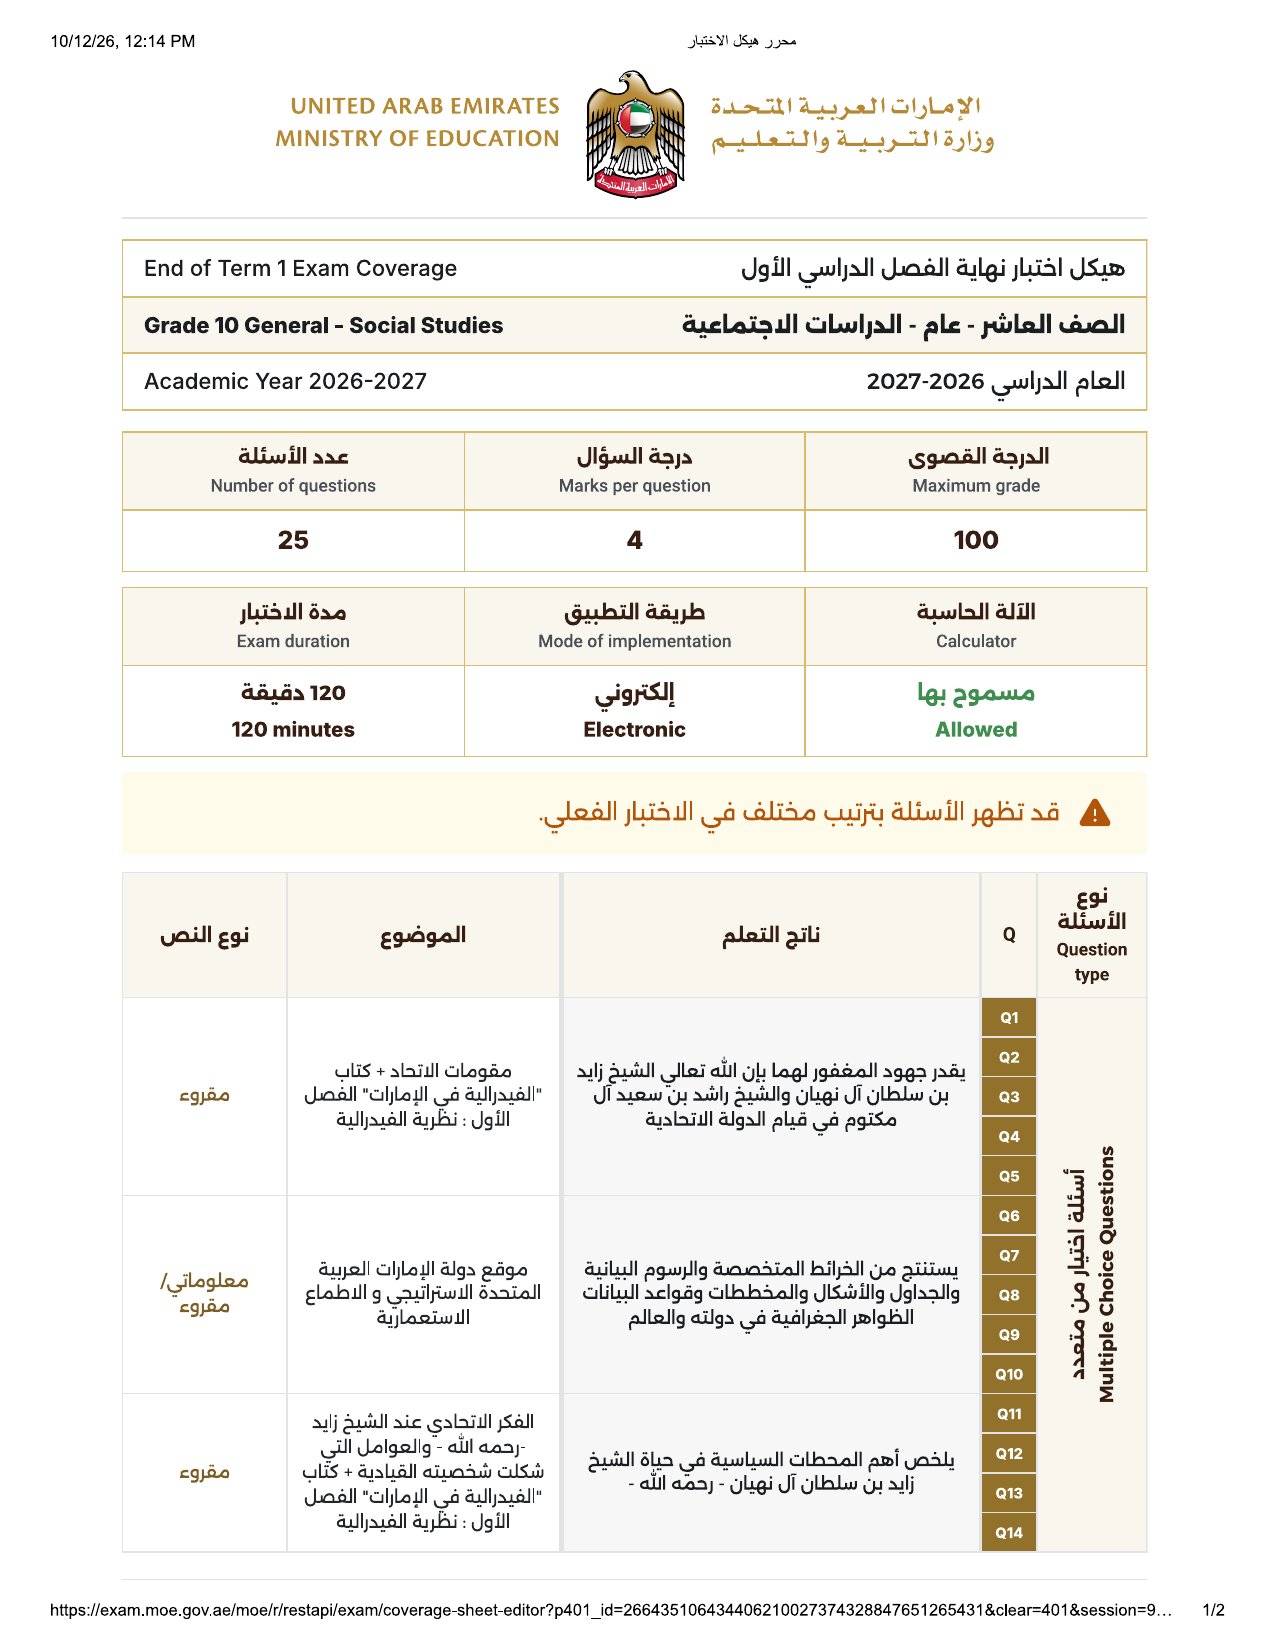 10/12/26, 12:14 PM
محرر هيكل الاختبار
UNITED ARAB EMIRATES
MINISTRY OF EDUCATION
الإمارات العربية المتحدة
وزارة التربية والتعليم
الإمارات العربية المتحدة
End of Term 1 Exam Coverage
هيكل اختبار نهاية الفصل الدراسي الأول
Grade 10 General - Social Studies
الصف العاشر - عام - الدراسات الاجتماعية
Academic Year 2026-2027
العام الدراسي 2026-2027
الدرجة القصوى
Maximum grade
100
درجة السؤال
Marks per question
4
عدد الأسئلة
Number of questions
25
الآلة الحاسبة
Calculator
مسموح بها
Allowed
طريقة التطبيق
Mode of implementation
إلكتروني
Electronic
مدة الاختبار
Exam duration
120 دقيقة
120 minutes
قد تظهر الأسئلة بترتيب مختلف في الاختبار الفعلي.
نوع
الأسئلة
Question
type
Q
ناتج التعلم
الموضوع
نوع النص
أسئلة اختيار من متعدد
Multiple Choice Questions
Q1
Q2
Q3
Q4
Q5
يقدر جهود المغفور لهما بإن الله تعالي الشيخ زايد
بن سلطان آل نهيان والشيخ راشد بن سعيد آل
مكتوم في قيام الدولة الاتحادية
مقومات الاتحاد + كتاب
"الفيدرالية في الإمارات" الفصل
الأول : نظرية الفيدرالية
مقروء
Q6
Q7
Q8
Q9
Q10
يستنتج من الخرائط المتخصصة والرسوم البيانية
والجداول والأشكال والمخططات وقواعد البيانات
الظواهر الجغرافية في دولته والعالم
موقع دولة الإمارات العربية
المتحدة الاستراتيجي و الاطماع
الاستعمارية
معلوماتي/
مقروء
Q11
Q12
Q13
Q14
يلخص أهم المحطات السياسية في حياة الشيخ
زايد بن سلطان آل نهيان - رحمه الله -
الفكر الاتحادي عند الشيخ زايد
-رحمه الله - والعوامل التي
شكلت شخصيته القيادية + كتاب
"الفيدرالية في الإمارات" الفصل
الأول : نظرية الفيدرالية
مقروء
https://exam.moe.gov.ae/moe/r/restapi/exam/coverage-sheet-editor?p401_id=266435106434406210027374328847651265431&clear=401&session=9…
1/2